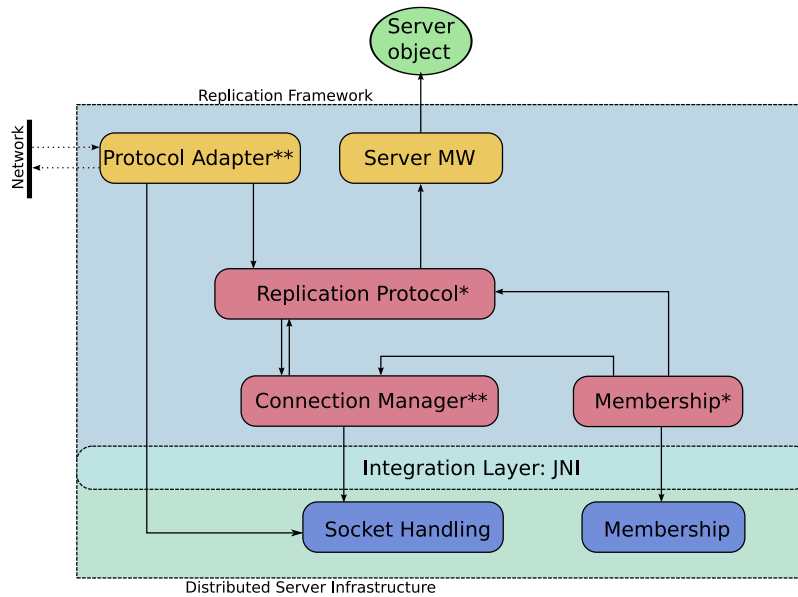 Server
object
Replication Framework
Network
Protocol Adapter**
Server MW
Replication Protocol*
Connection Manager**
Membership*
Integration Layer: JNI
Socket Handling
Membership
Distributed Server Infrastructure